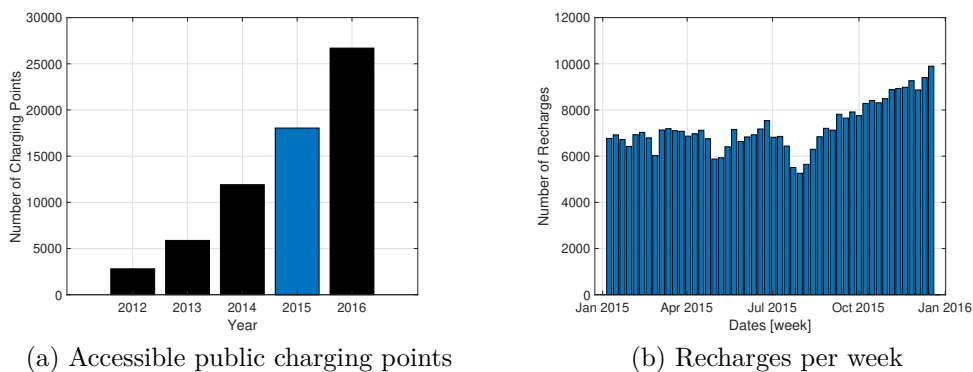 30000
25000
20000
15000
10000
5000
0
Number of Charging Points
2012 2013 2014 2015 2016
Year
(a) Accessible public charging points
12000
10000
8000
6000
4000
2000
0
Number of Recharges
Jan 2015 Apr 2015 Jul 2015 Oct 2015 Jan 2016
Dates [week]
(b) Recharges per week